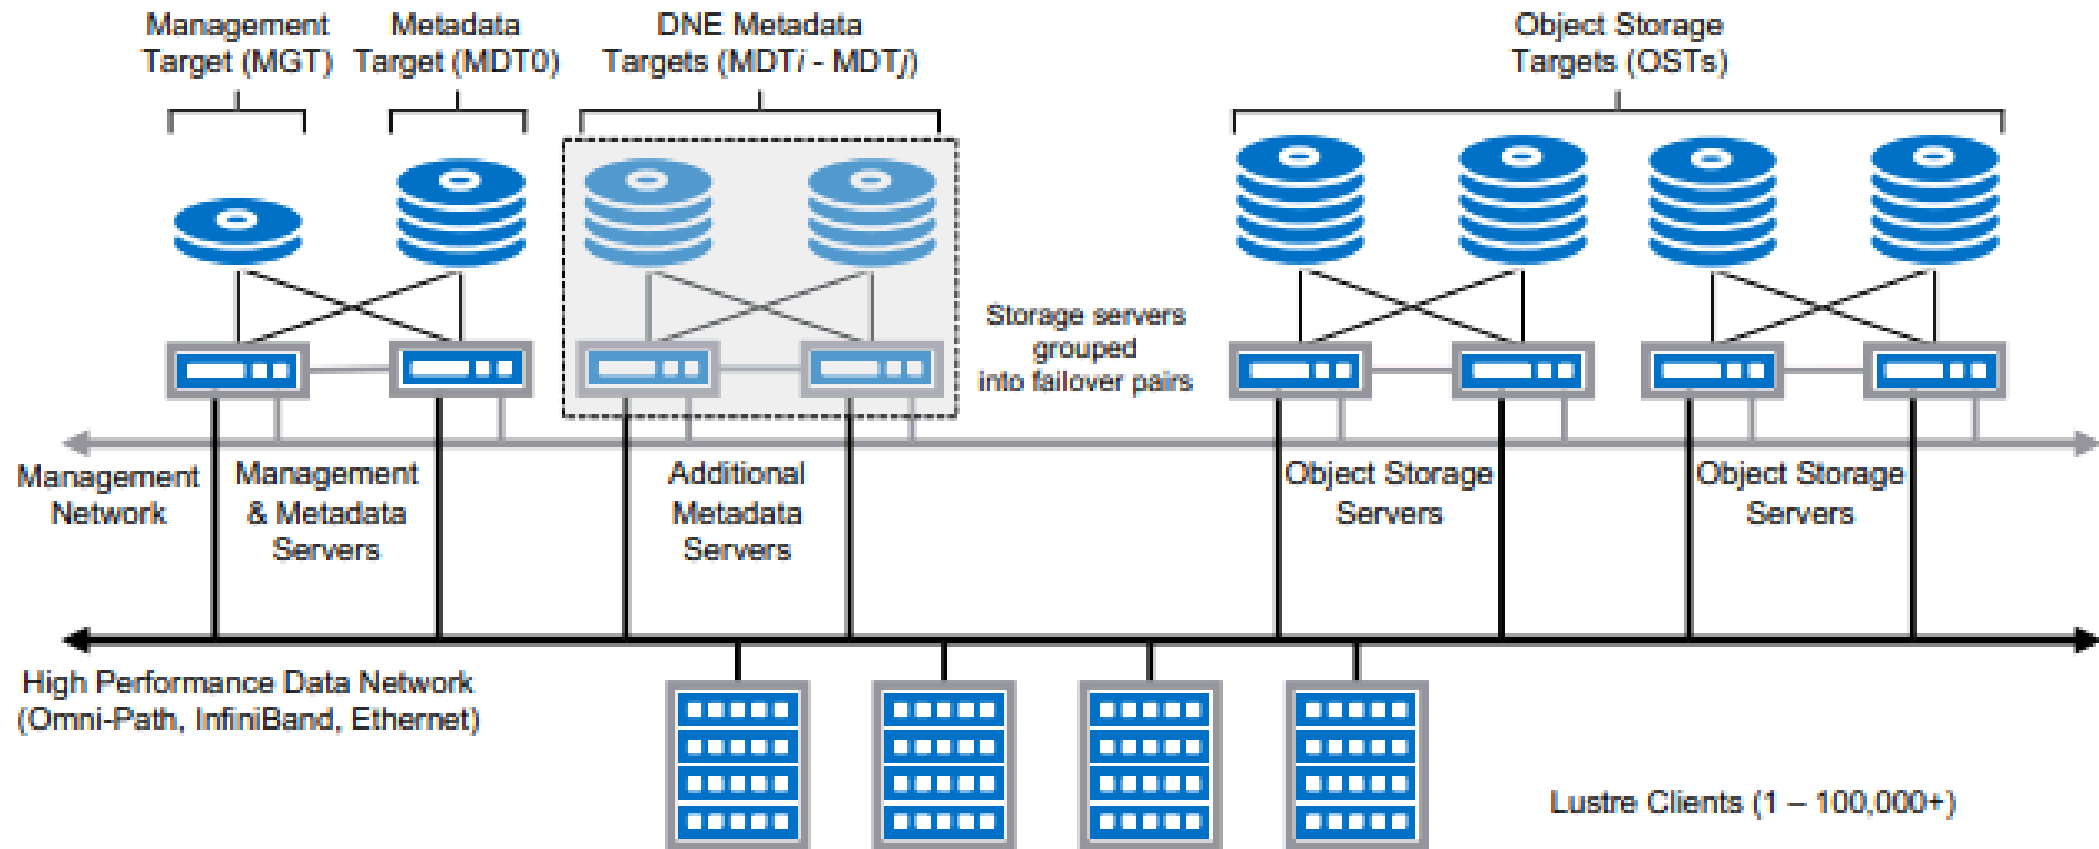 Management
Target (MGT)
Metadata
Target (MDT0)
DNE Metadata
Targets (MDTi - MDTj)
Object Storage
Targets (OSTs)
Storage servers
grouped
into failover pairs
Management
Network
Management
& Metadata
Servers
Additional
Metadata
Servers
Object Storage
Servers
Object Storage
Servers
High Performance Data Network
(Omni-Path, InfiniBand, Ethernet)
Lustre Clients (1 – 100,000+)